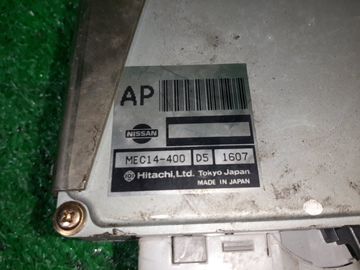 AP
NISSAN
MEC14-400 D5 1607
Hitachi, Ltd. Tokyo Japan
MADE IN JAPAN